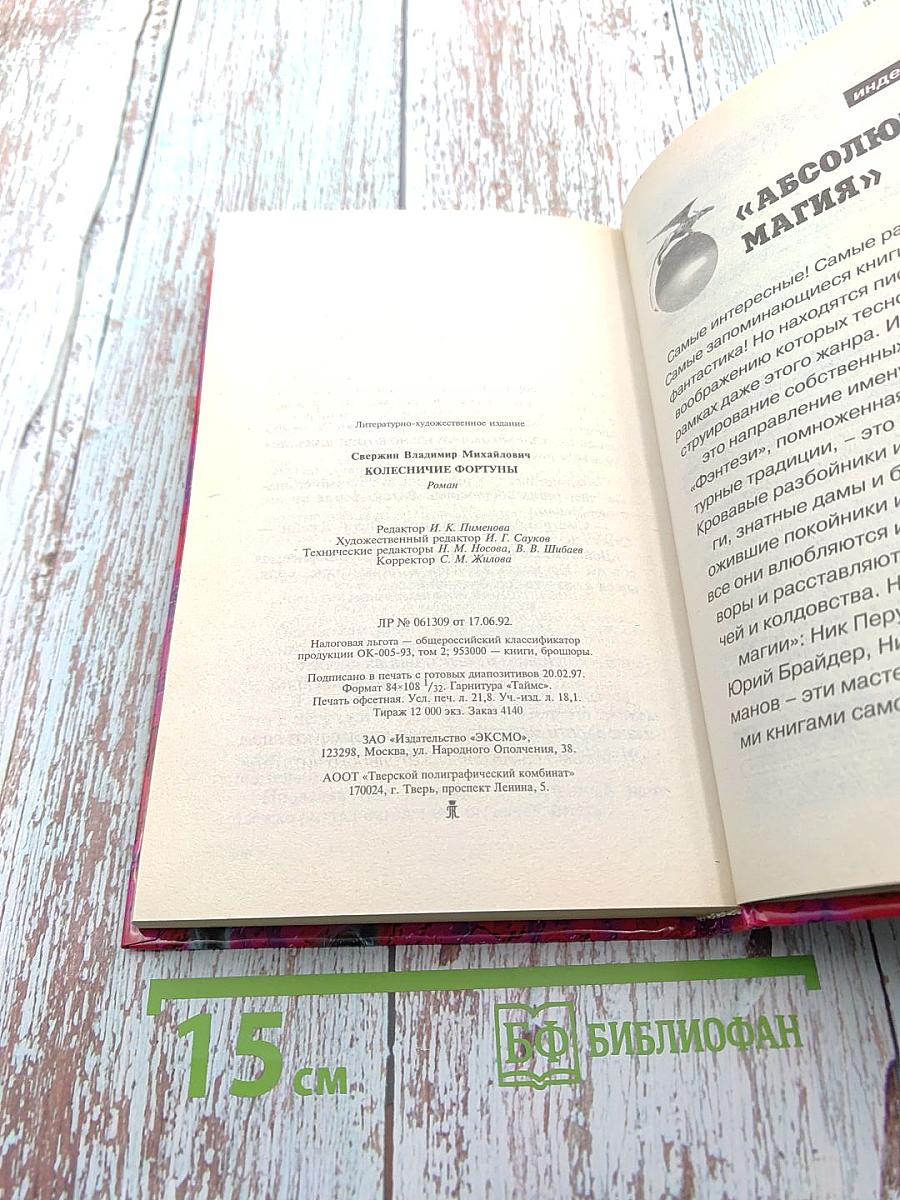 Литературно-художественное издание
Свержин Владимир Михайлович
КОЛЕСНИЧИЕ ФОРТУНЫ
Роман
Редактор И. К. Пименова
Художественный редактор И. Г. Сауков
Технические редакторы Н. М. Носова, В. В. Шибаев
Корректор С. М. Жилова
ЛР № 061309 от 17.06.92.
Налоговая льгота — общероссийский классификатор
продукции ОК-005-93, том 2; 953000 — книги, брошюры.
Подписано в печать с готовых диапозитивов 20.02.97.
Формат 84×108 1/32. Гарнитура «Таймс».
Печать офсетная. Усл. печ. л. 21,8. Уч.-изд. л. 18,1.
Тираж 12 000 экз. Заказ 4140
ЗАО «Издательство «ЭКСМО»,
123298, Москва, ул. Народного Ополчения, 38.
АООТ «Тверской полиграфический комбинат»
170024, г. Тверь, проспект Ленина, 5.
инде
«АБСОЛЮ
МАГИЯ»
Самые интересные! Самые ра
Самые запоминающиеся книг
фантастика! Но находятся пис
воображению которых тесно
рамках даже этого жанра. И
струирование собственных
это направление имену
«фэнтези», помноженная
турные традиции, – это
Кровавые разбойники и
ги, знатные дамы и б
ожившие покойники и
все они влюбляются и
воры и расставляют
чей и колдовства. Н
магии»: Ник Перу
Юрий Брайдер, Ни
манов – эти масте
ми книгами само
15 см
БФ БИБЛИОФАН